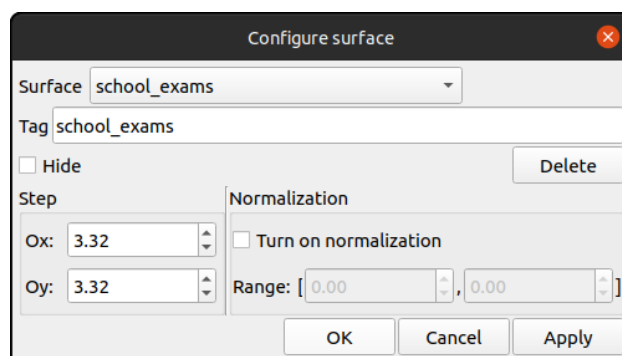 Configure surface
Surface school_exams
Tag school_exams
Hide Delete
Step Normalization
Ox: 3.32 Turn on normalization
Oy: 3.32 Range: [ 0.00 , 0.00 ]
OK Cancel Apply